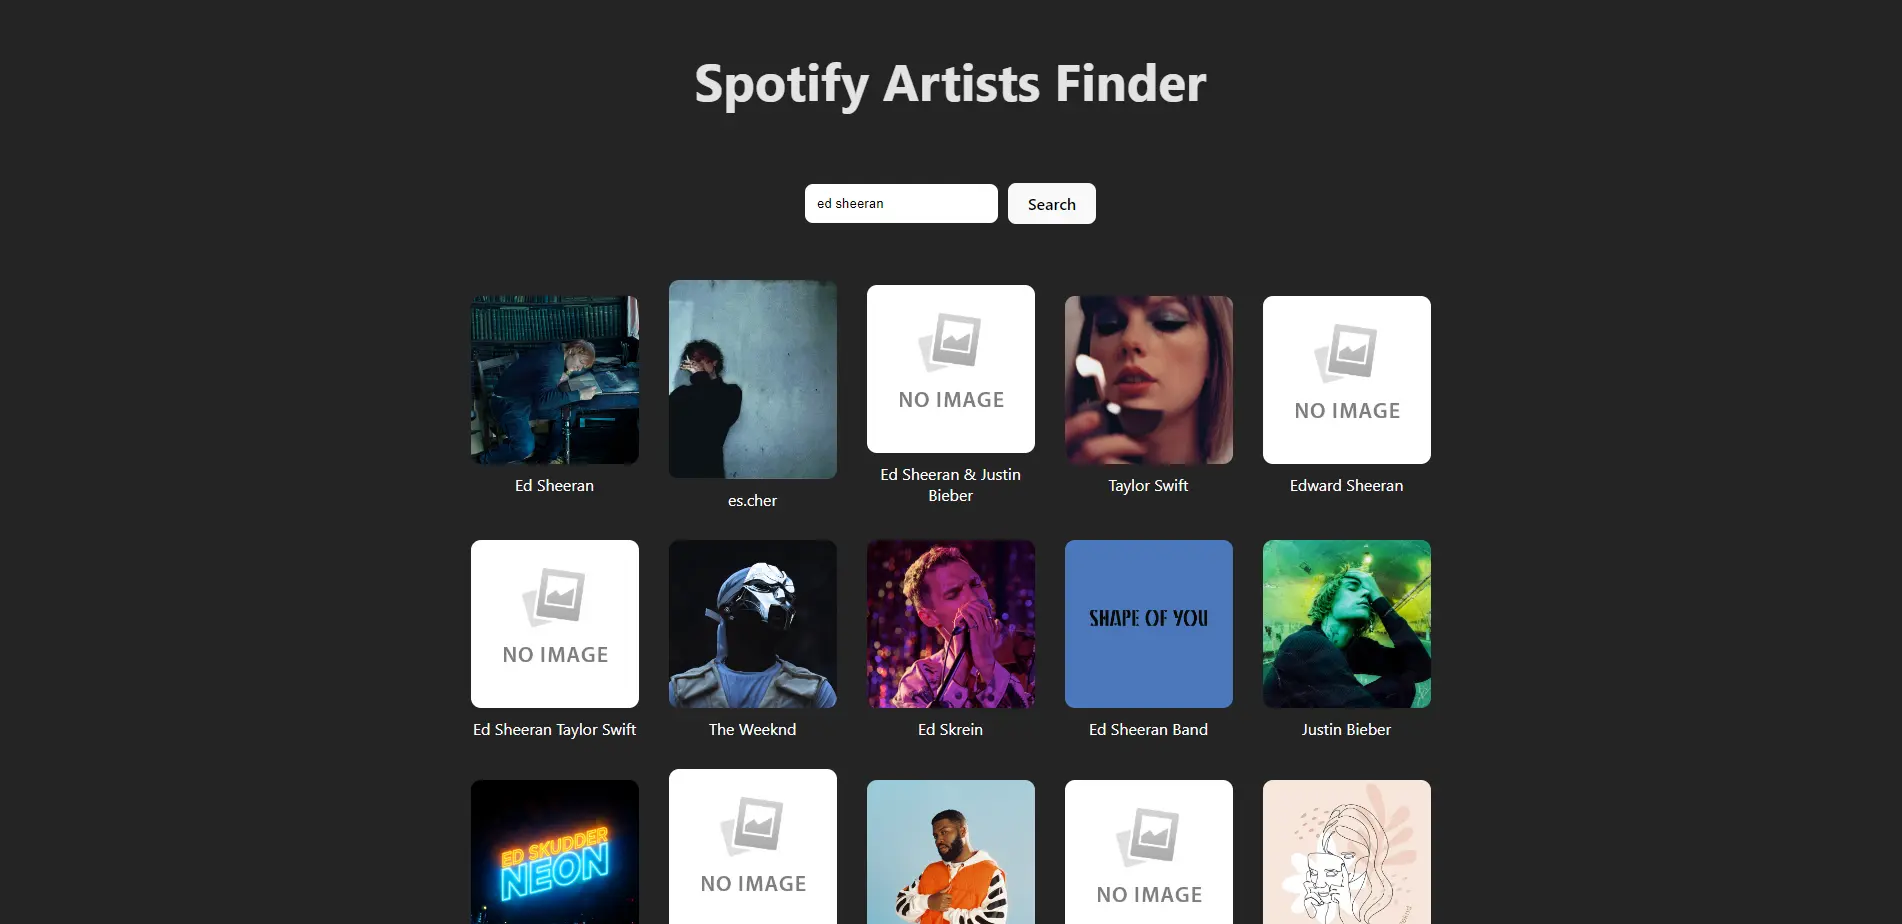 Spotify Artists Finder
ed sheeran
Search
NO IMAGE
NO IMAGE
Ed Sheeran
es.cher
Ed Sheeran & Justin
Bieber
Taylor Swift
Edward Sheeran
NO IMAGE
SHAPE OF YOU
Ed Sheeran Taylor Swift
The Weeknd
Ed Skrein
Ed Sheeran Band
Justin Bieber
ED SKUDDER
NEON
NO IMAGE
NO IMAGE